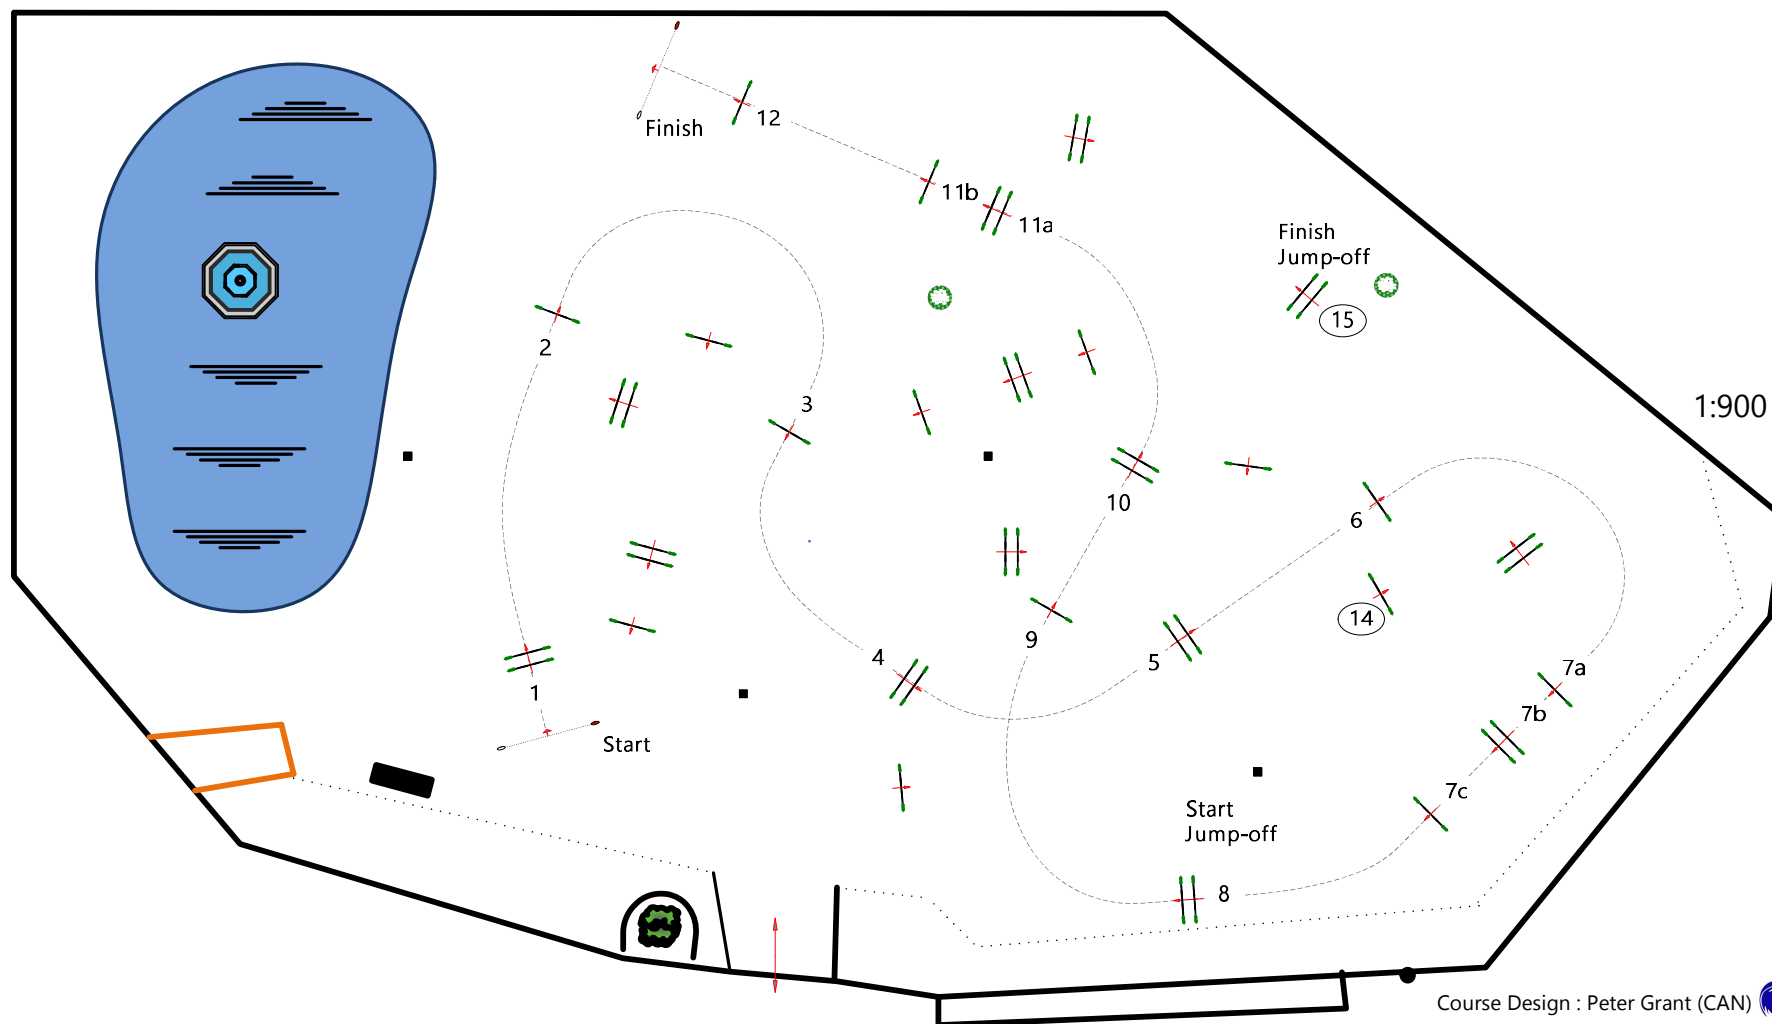 12
Finish
11b
11a
Finish
Jump-off
15
2
3
1:900
10
6
14
9
4
5
7a
1
7b
Start
7c
Start
Jump-off
8
Course Design : Peter Grant (CAN)